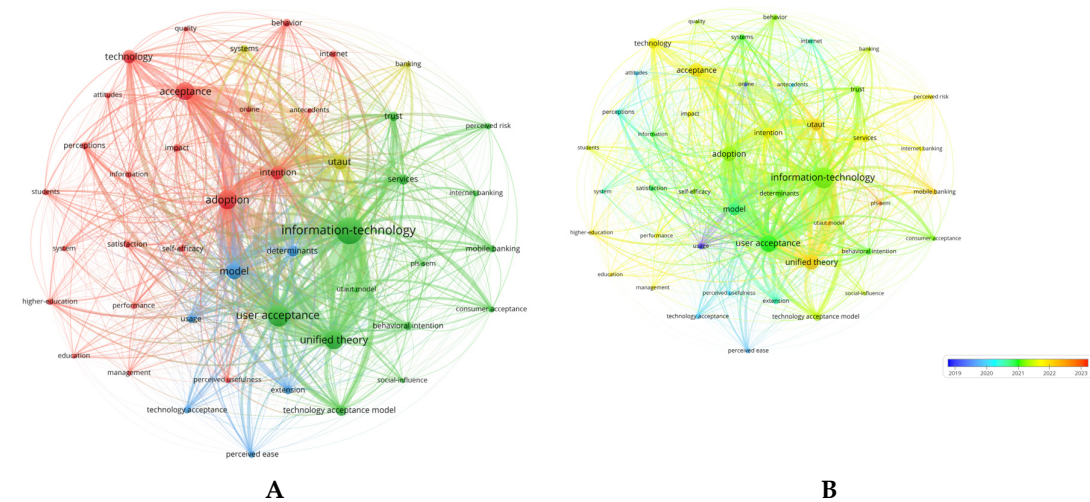 behavior
quality
systems
technology
internet
banking
acceptance
attitudes
online
antecedents
trust
perceived risk
perceptions
impact
utaut
information
intention
services
students
internet banking
adoption
information-technology
system
satisfaction
self-efficacy
determinants
mobile banking
model
pls-sem
utaut model
higher-education
performance
consumer acceptance
usage
user acceptance
behavioral intention
unified theory
education
management
perceived usefulness
social-influence
extension
technology acceptance
technology acceptance model
perceived ease
A
quality
behavior
systems
internet
technology
banking
acceptance
attitudes
online
antecedents
trust
perceived risk
perceptions
impact
utaut
information
intention
services
students
adoption
internet banking
information-technology
system
satisfaction
self-efficacy
determinants
mobile banking
pls-sem
model
utaut model
higher-education
performance
consumer acceptance
usage
user acceptance
behavioral intention
unified theory
education
management
perceived usefulness
social-influence
extension
technology acceptance
technology acceptance model
perceived ease
2019 2020 2021 2022 2023
B